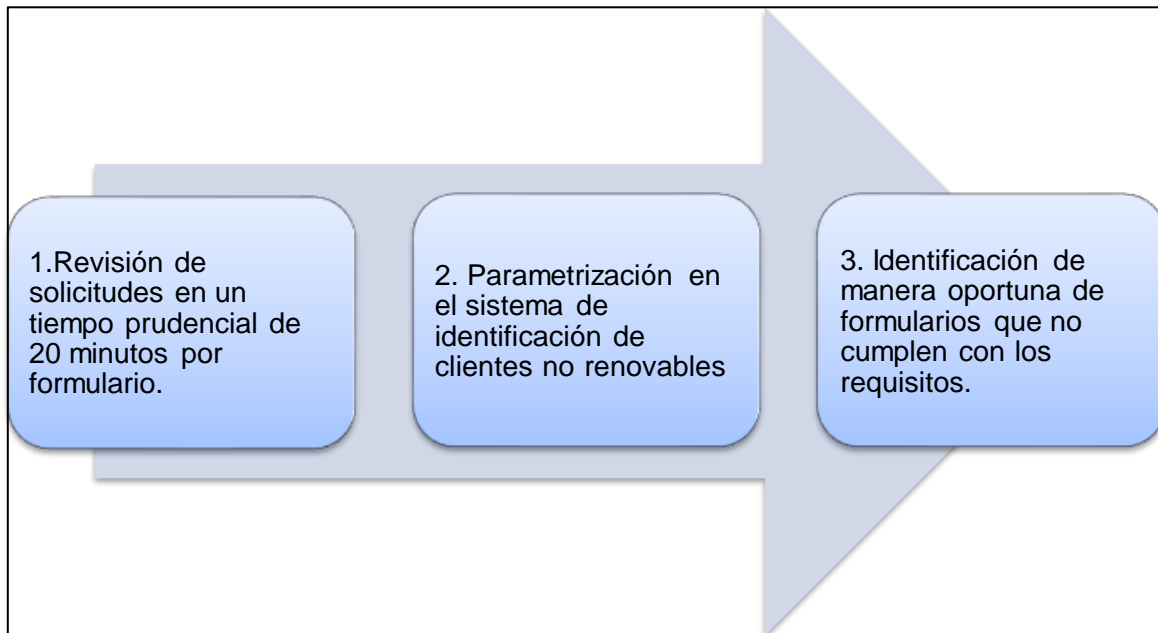 1.Revisión de
solicitudes en un
tiempo prudencial de
20 minutos por
formulario.
2. Parametrización en
el sistema de
identificación de
clientes no renovables
3. Identificación de
manera oportuna de
formularios que no
cumplen con los
requisitos.